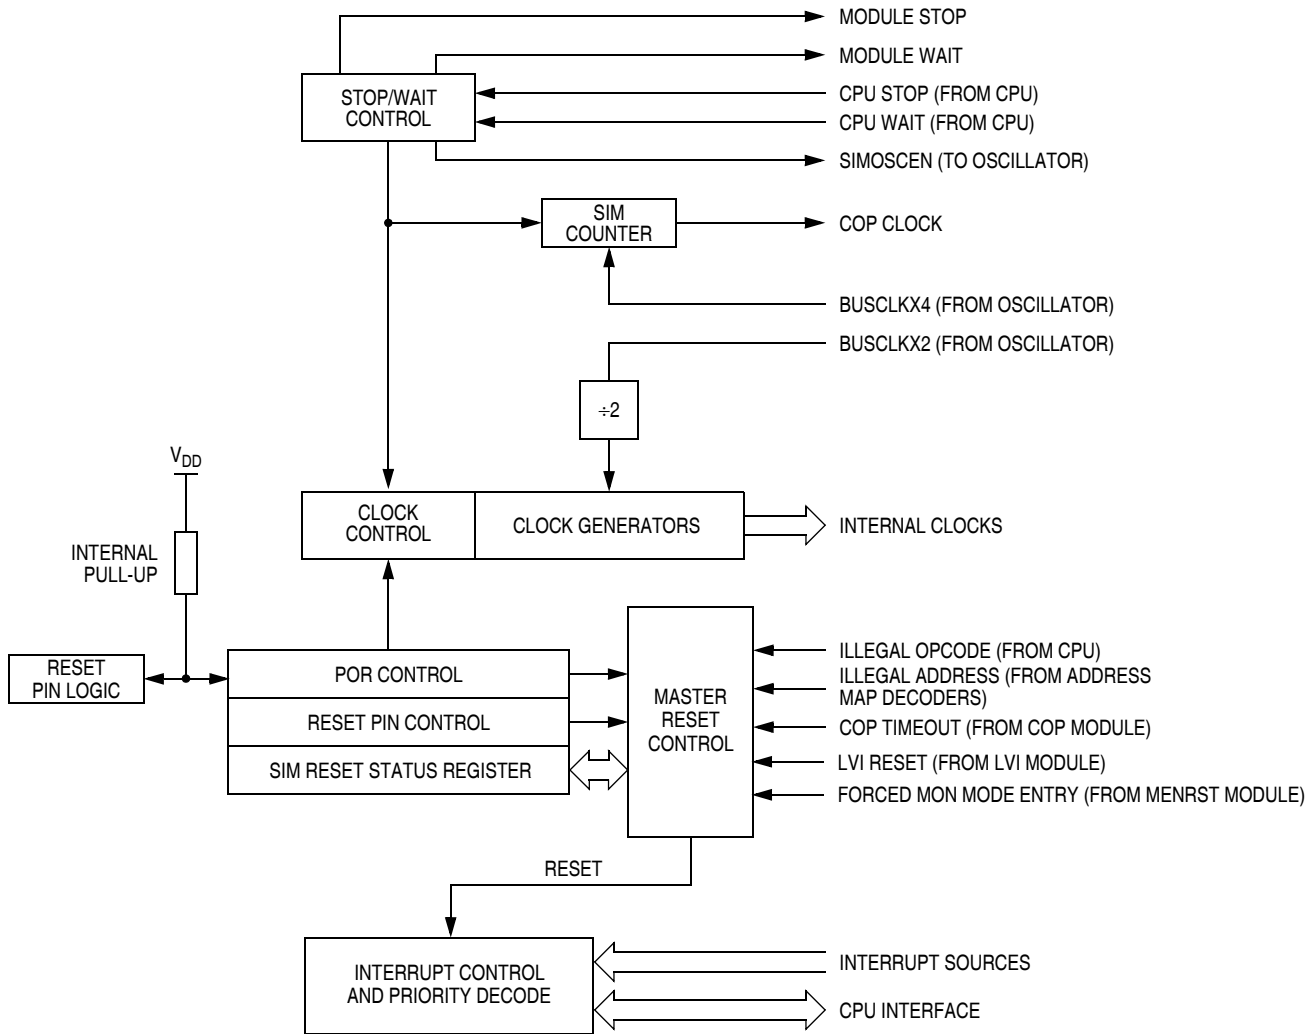 MODULE STOP
MODULE WAIT
STOP/WAIT
CONTROL
CPU STOP (FROM CPU)
CPU WAIT (FROM CPU)
SIMOSCEN (TO OSCILLATOR)
SIM
COUNTER
COP CLOCK
BUSCLKX4 (FROM OSCILLATOR)
BUSCLKX2 (FROM OSCILLATOR)
÷2
VDD
CLOCK
CONTROL
CLOCK GENERATORS
INTERNAL CLOCKS
INTERNAL
PULL-UP
RESET
PIN LOGIC
POR CONTROL
RESET PIN CONTROL
SIM RESET STATUS REGISTER
MASTER
RESET
CONTROL
ILLEGAL OPCODE (FROM CPU)
ILLEGAL ADDRESS (FROM ADDRESS
MAP DECODERS)
COP TIMEOUT (FROM COP MODULE)
LVI RESET (FROM LVI MODULE)
FORCED MON MODE ENTRY (FROM MENRST MODULE)
RESET
INTERRUPT CONTROL
AND PRIORITY DECODE
INTERRUPT SOURCES
CPU INTERFACE